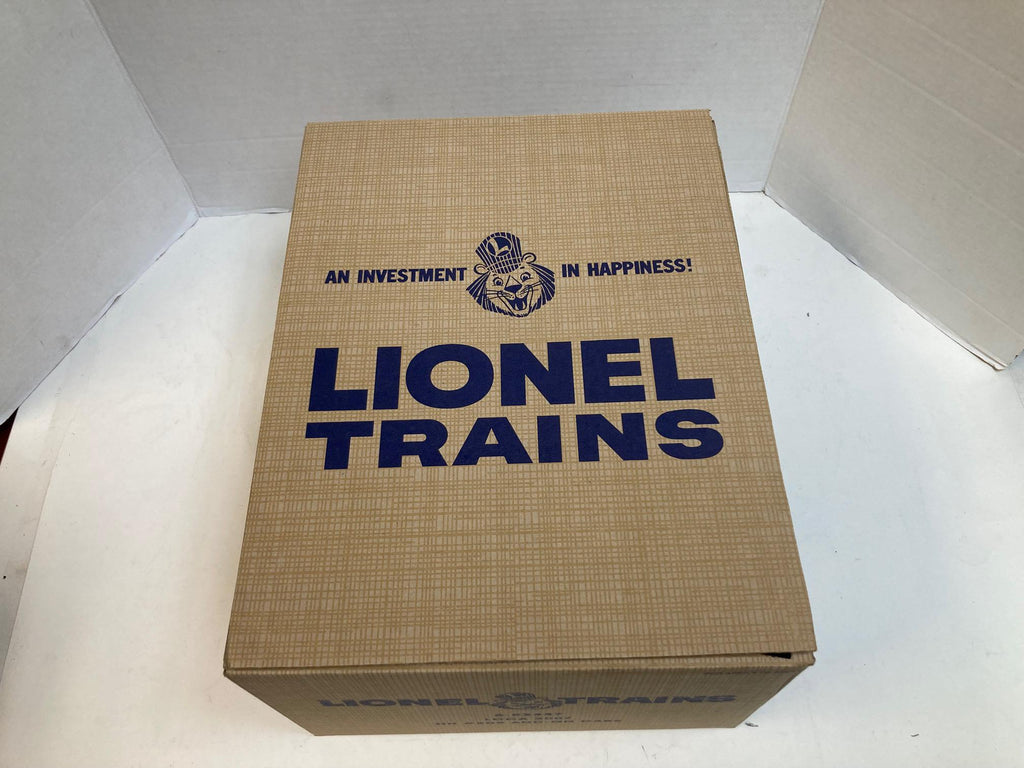 L
AN INVESTMENT IN HAPPINESS!
LIONEL
TRAINS
LIONEL TRAINS